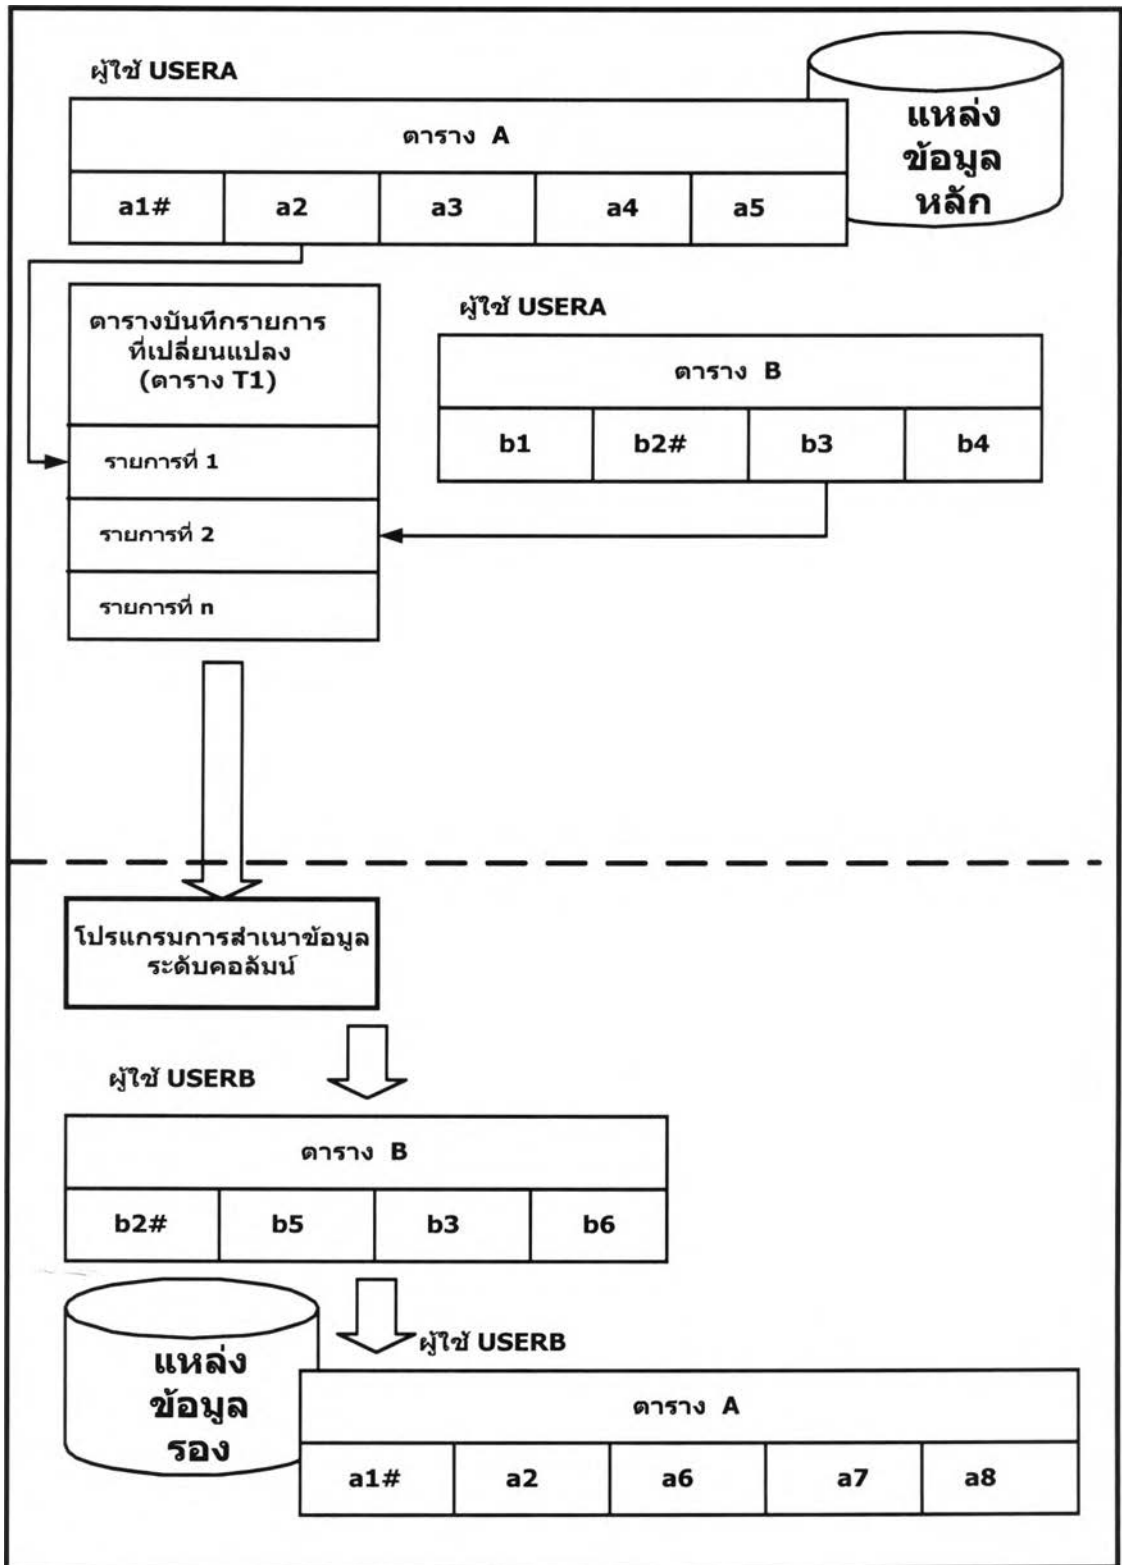 ผู้ใช้ USERA
ตาราง A
a1# a2 a3 a4 a5
แหล่ง
ข้อมูล
หลัก
ตารางบันทึกรายการ
ที่เปลี่ยนแปลง
(ตาราง T1)
รายการที่ 1
รายการที่ 2
รายการที่ n
ผู้ใช้ USERA
ตาราง B
b1 b2# b3 b4
โปรแกรมการสำเนาข้อมูล
ระดับคอลัมน์
ผู้ใช้ USERB
ตาราง B
b2# b5 b3 b6
แหล่ง
ข้อมูล
รอง
ผู้ใช้ USERB
ตาราง A
a1# a2 a6 a7 a8